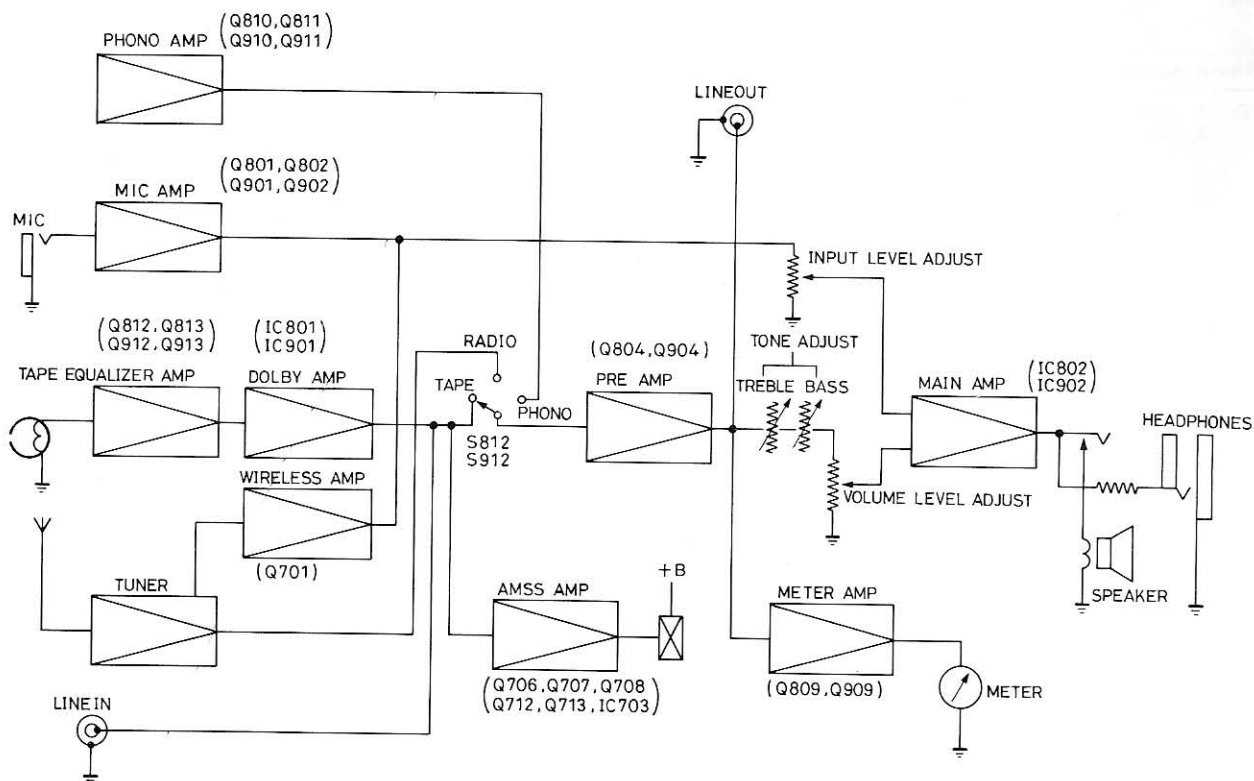 PHONO AMP
(Q810,Q811
Q910,Q911)
LINEOUT
MIC AMP
(Q801,Q802
Q901,Q902)
MIC
INPUT LEVEL ADJUST
(Q812,Q813
Q912,Q913)
(IC801
IC901)
TAPE EQUALIZER AMP
DOLBY AMP
RADIO
TAPE
PHONO
S812
S912
(Q804,Q904)
PRE AMP
TONE ADJUST
TREBLE BASS
(IC802
IC902)
MAIN AMP
HEADPHONES
WIRELESS AMP
(Q701)
VOLUME LEVEL ADJUST
SPEAKER
TUNER
AMSS AMP
+B
(Q706,Q707,Q708
Q712,Q713,IC703)
METER AMP
(Q809,Q909)
METER
LINEIN